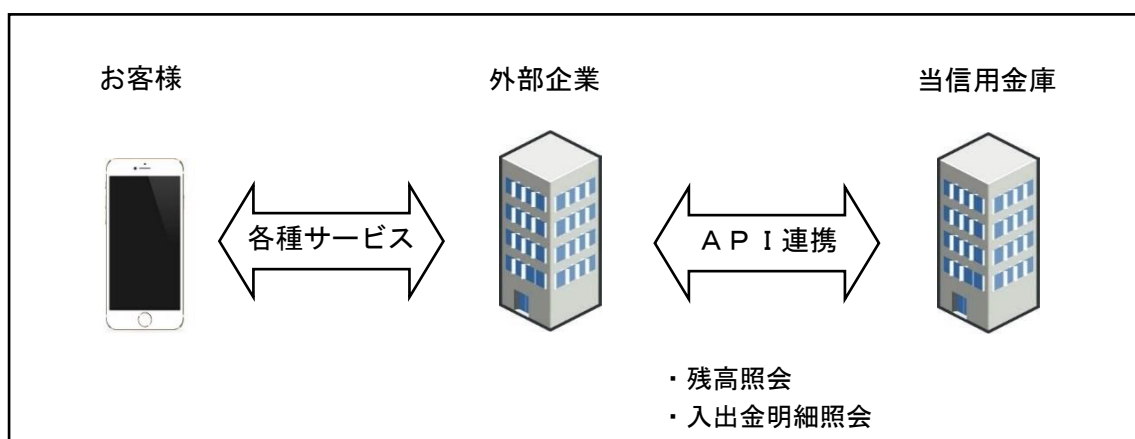 お客様
外部企業
当信用金庫
各種サービス
ＡＰＩ連携
・残高照会
・入出金明細照会